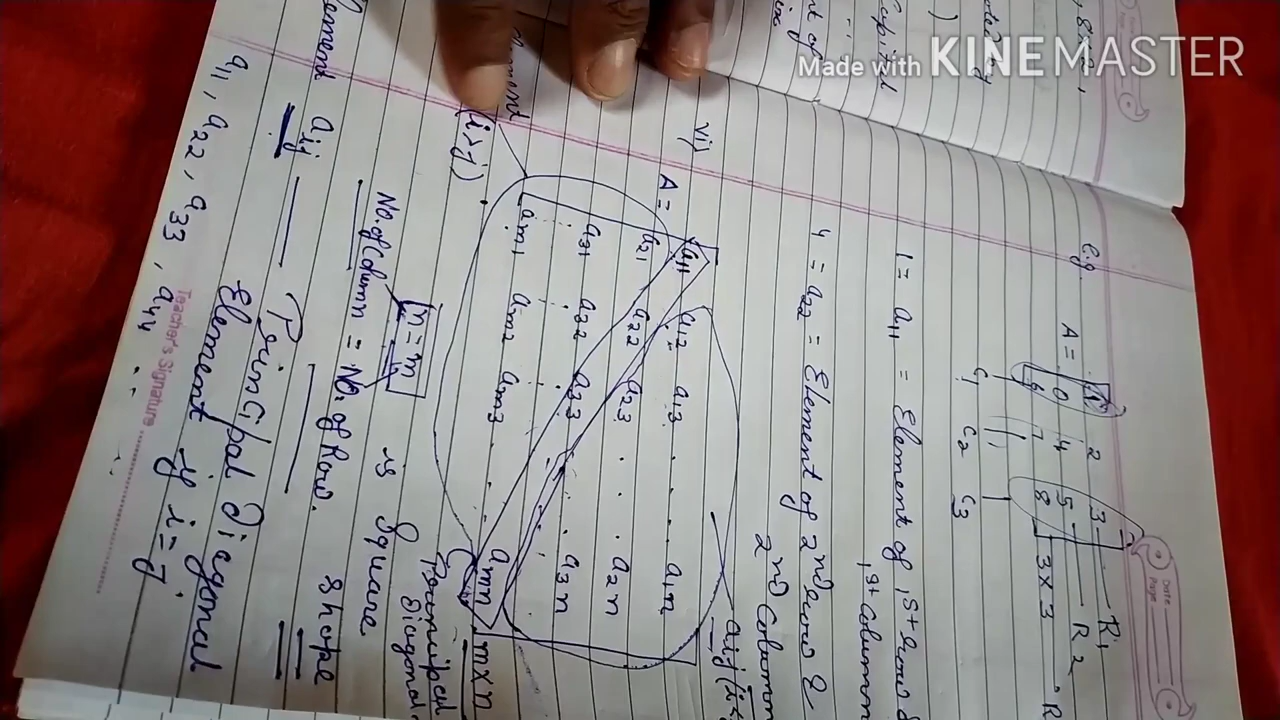 Made with KINEMASTER
Date
Page
e.g.
A = 1 2 3 R1
0 4 5 R2
6 7 8 3 x 3 R
C1 C2 C3
1 = a11 = Element of 1st row &
1st column
4 = a22 = Element of 2nd row &
2nd Column
vi)
aij (i<
A =
a11 a12 a13 . . . a1n
a21 a22 a23 . . . a2n
a31 a32 a33 . . . a3n
am1 am2 am3 . . . amn m×n
(i>j)
Principal
diagonal.
n = m is Square
No. of Column = No. of Row. Shape
element aij — Principal Diagonal
Element if i = j
a11, a22, a33, a44 ...
Teacher's Signature